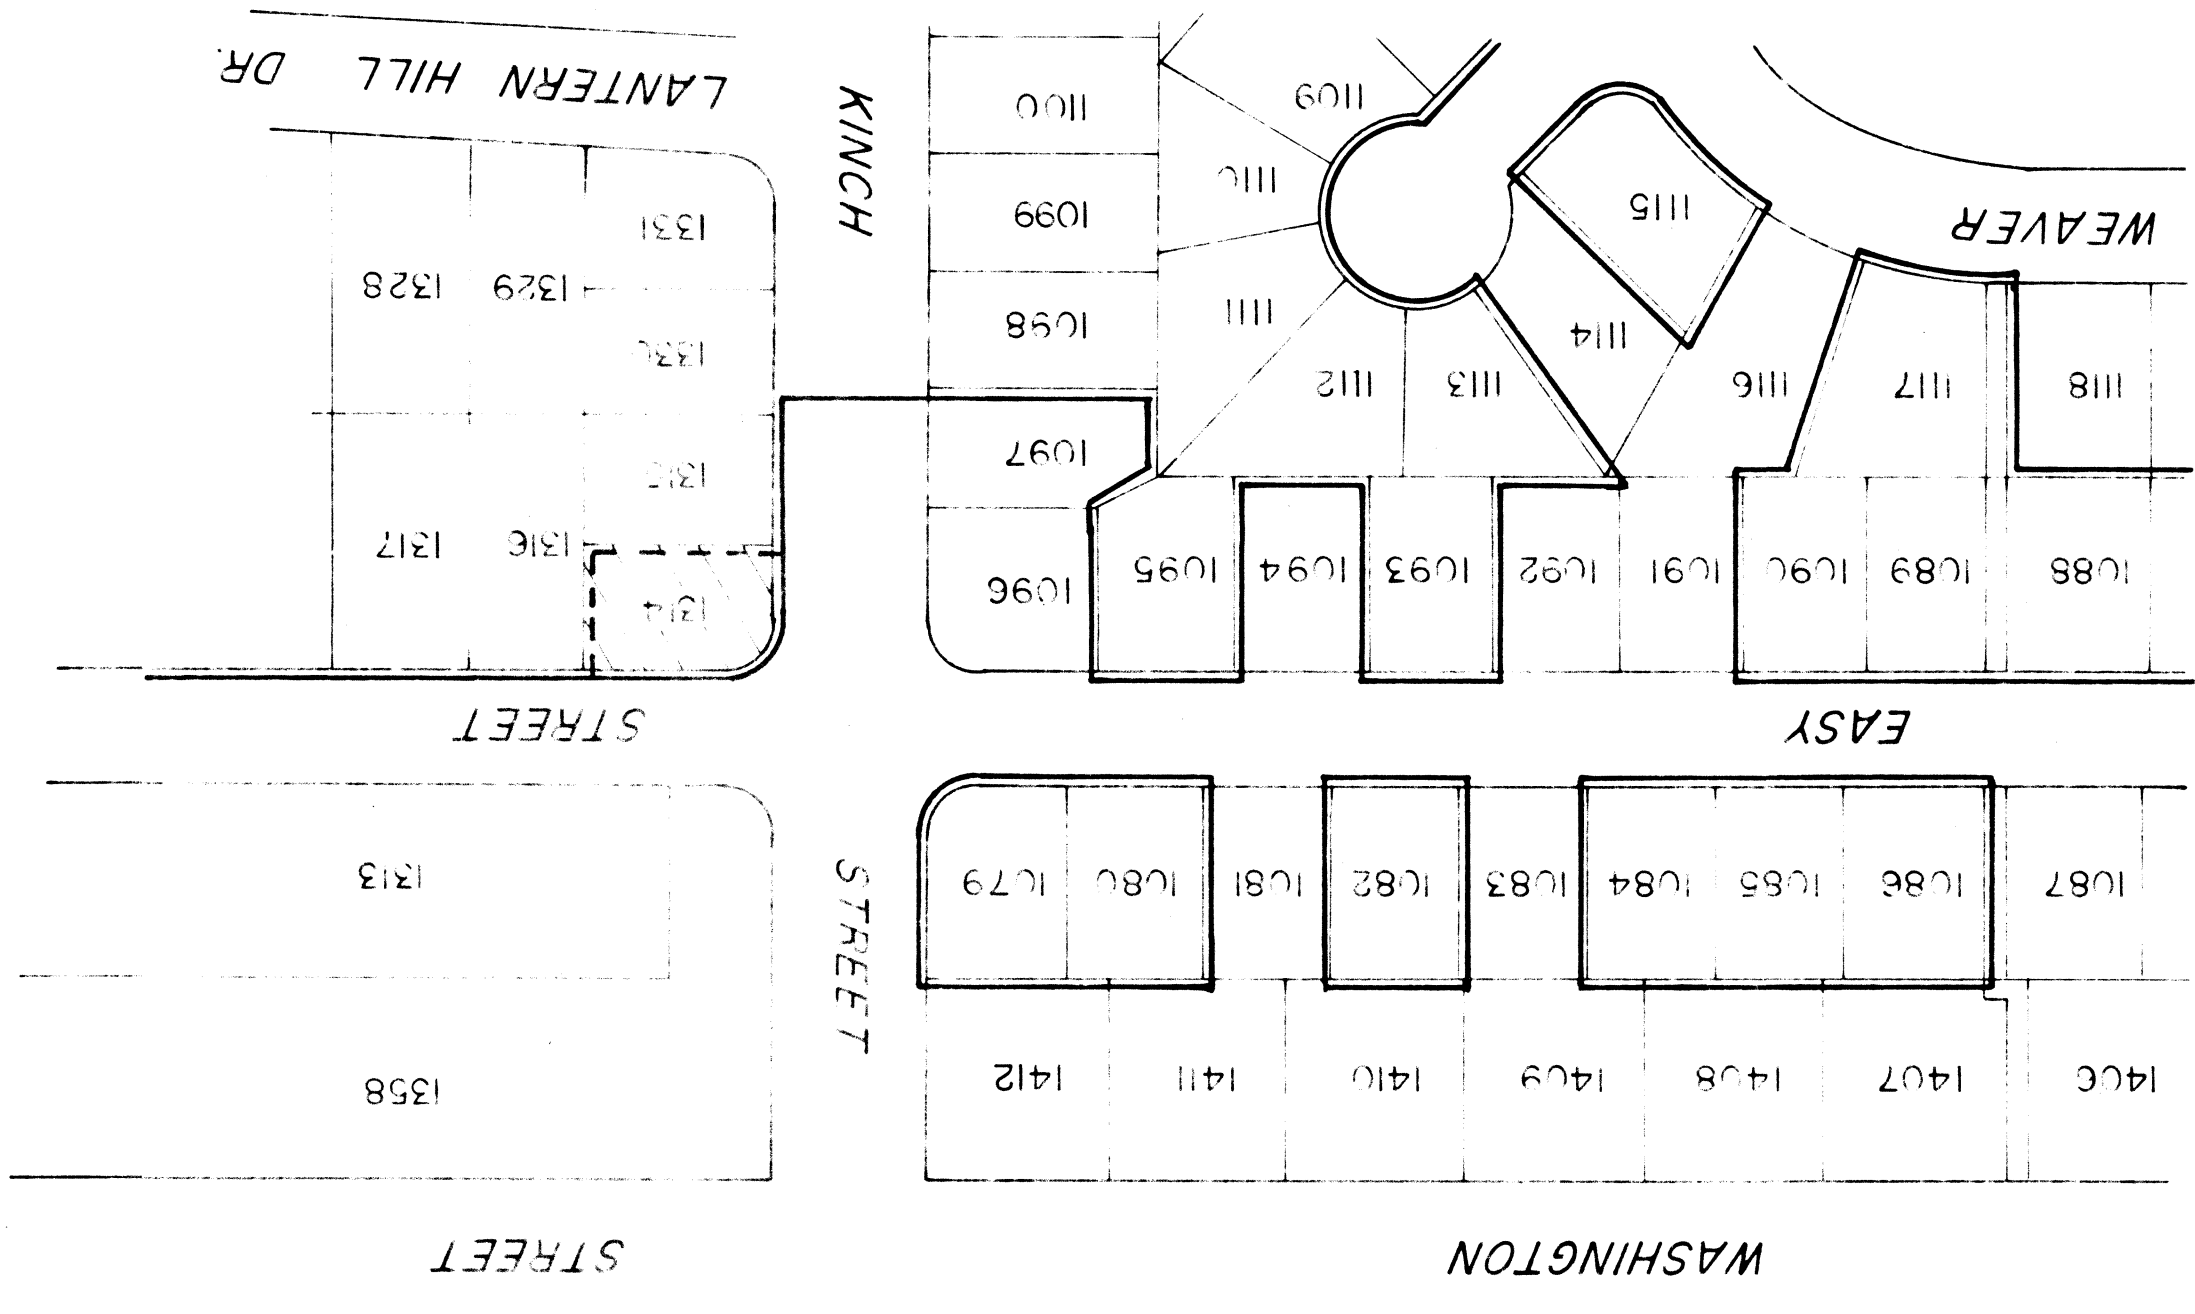 WASHINGTON STREET
1406 1407 1408 1409 1410 1411 1412 1358
1087 1086 1085 1084 1083 1082 1081 1080 1079 1313
EASY STREET
1088 1089 1090 1091 1092 1093 1094 1095 1096 1314 1316 1317
1097 1315
1118 1117 1116 1113 1112
1114 1111 1098 1330
1329 1328
WEAVER 1115 1110 1099 1331
1109 1100
KINCH STREET
LANTERN HILL DR.